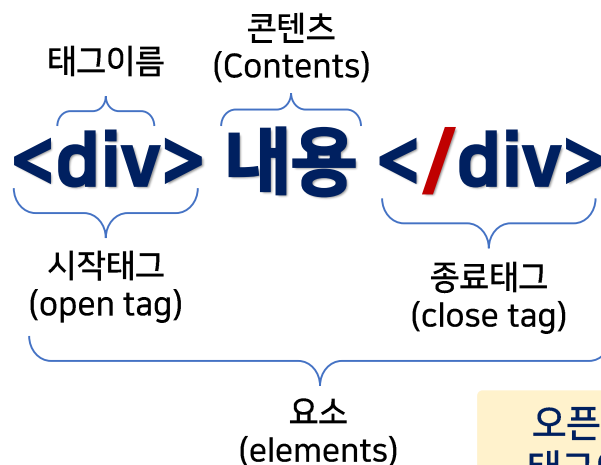 콘텐츠
(Contents)
태그이름
<div> 내용 </div>
시작태그
(open tag)
종료태그
(close tag)
요소
(elements)
오픈